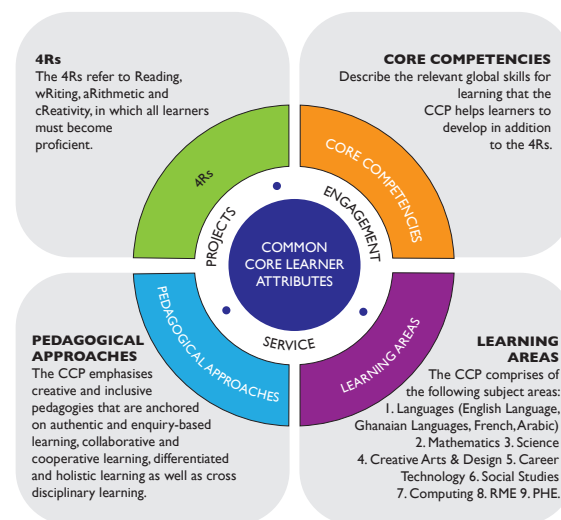 4Rs
The 4Rs refer to Reading,
wRiting, aRithmetic and
cReativity, in which all learners
must become
proficient.
CORE COMPETENCIES
Describe the relevant global skills for
learning that the
CCP helps learners to
develop in addition
to the 4Rs.
4Rs
CORE COMPETENCIES
PROJECTS
ENGAGEMENT
COMMON
CORE LEARNER
ATTRIBUTES
SERVICE
PEDAGOGICAL APPROACHES
LEARNING AREAS
PEDAGOGICAL
APPROACHES
The CCP emphasises
creative and inclusive
pedagogies that are anchored
on authentic and enquiry-based
learning, collaborative and
cooperative learning, differentiated
and holistic learning as well as cross
disciplinary learning.
LEARNING
AREAS
The CCP comprises of
the following subject areas:
1. Languages (English Language,
Ghanaian Languages, French, Arabic)
2. Mathematics 3. Science
4. Creative Arts & Design 5. Career
Technology 6. Social Studies
7. Computing 8. RME 9. PHE.